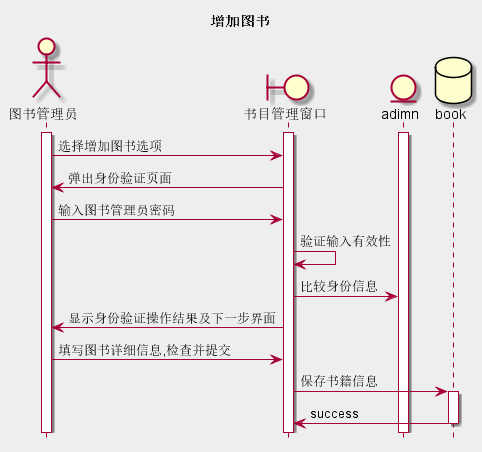 增加图书
图书管理员
书目管理窗口
adimn
book
选择增加图书选项
弹出身份验证页面
输入图书管理员密码
验证输入有效性
比较身份信息
显示身份验证操作结果及下一步界面
填写图书详细信息,检查并提交
保存书籍信息
success